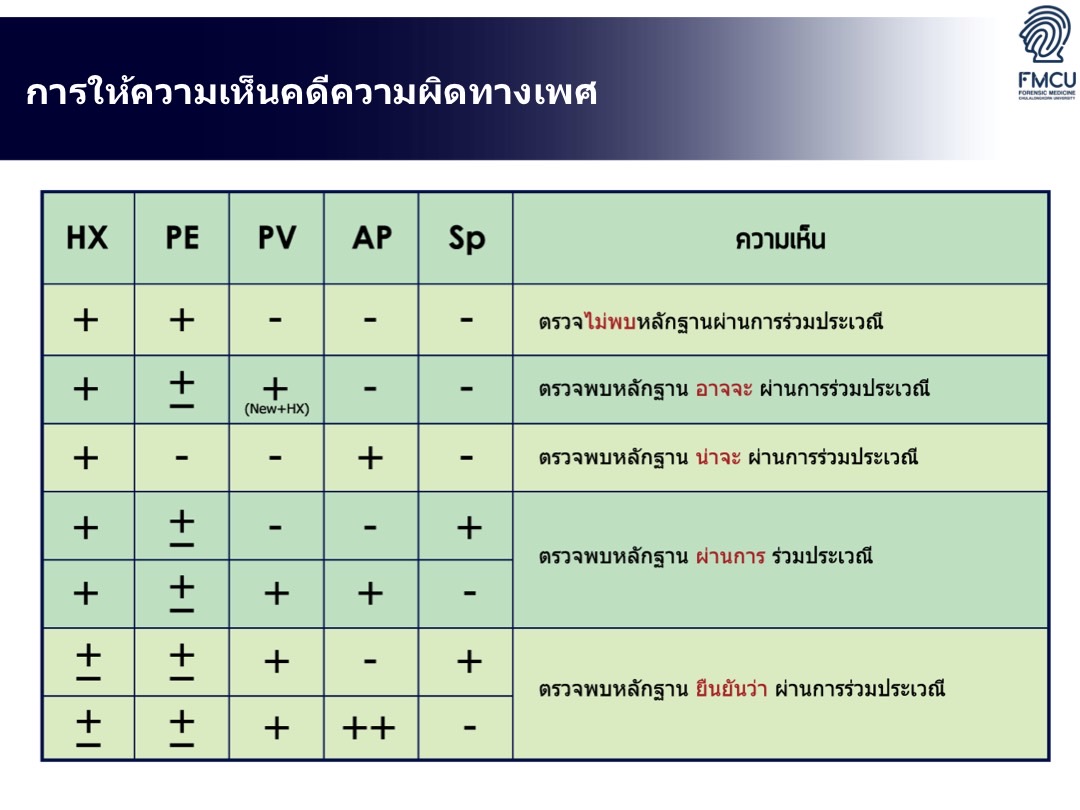 การให้ความเห็นคดีความผิดทางเพศ
FMCU
FORENSIC MEDICINE
CHULALONGKORN UNIVERSITY
HX PE PV AP Sp ความเห็น
+ + - - - ตรวจไม่พบหลักฐานผ่านการร่วมประเวณี
+ ± + - - ตรวจพบหลักฐาน อาจจะ ผ่านการร่วมประเวณี
(New+HX)
+ - - + - ตรวจพบหลักฐาน น่าจะ ผ่านการร่วมประเวณี
+ ± - - +
ตรวจพบหลักฐาน ผ่านการ ร่วมประเวณี
+ ± + + -
± ± + - +
ตรวจพบหลักฐาน ยืนยันว่า ผ่านการร่วมประเวณี
± ± + ++ -